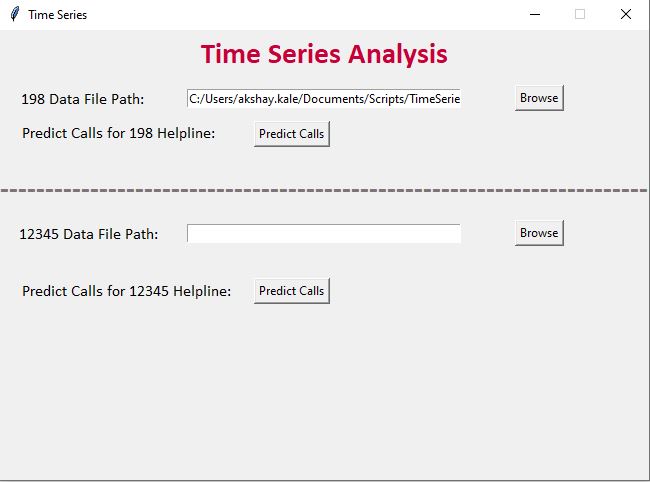 Time Series
Time Series Analysis
198 Data File Path: C:/Users/akshay.kale/Documents/Scripts/TimeSerie Browse
Predict Calls for 198 Helpline: Predict Calls
12345 Data File Path: Browse
Predict Calls for 12345 Helpline: Predict Calls